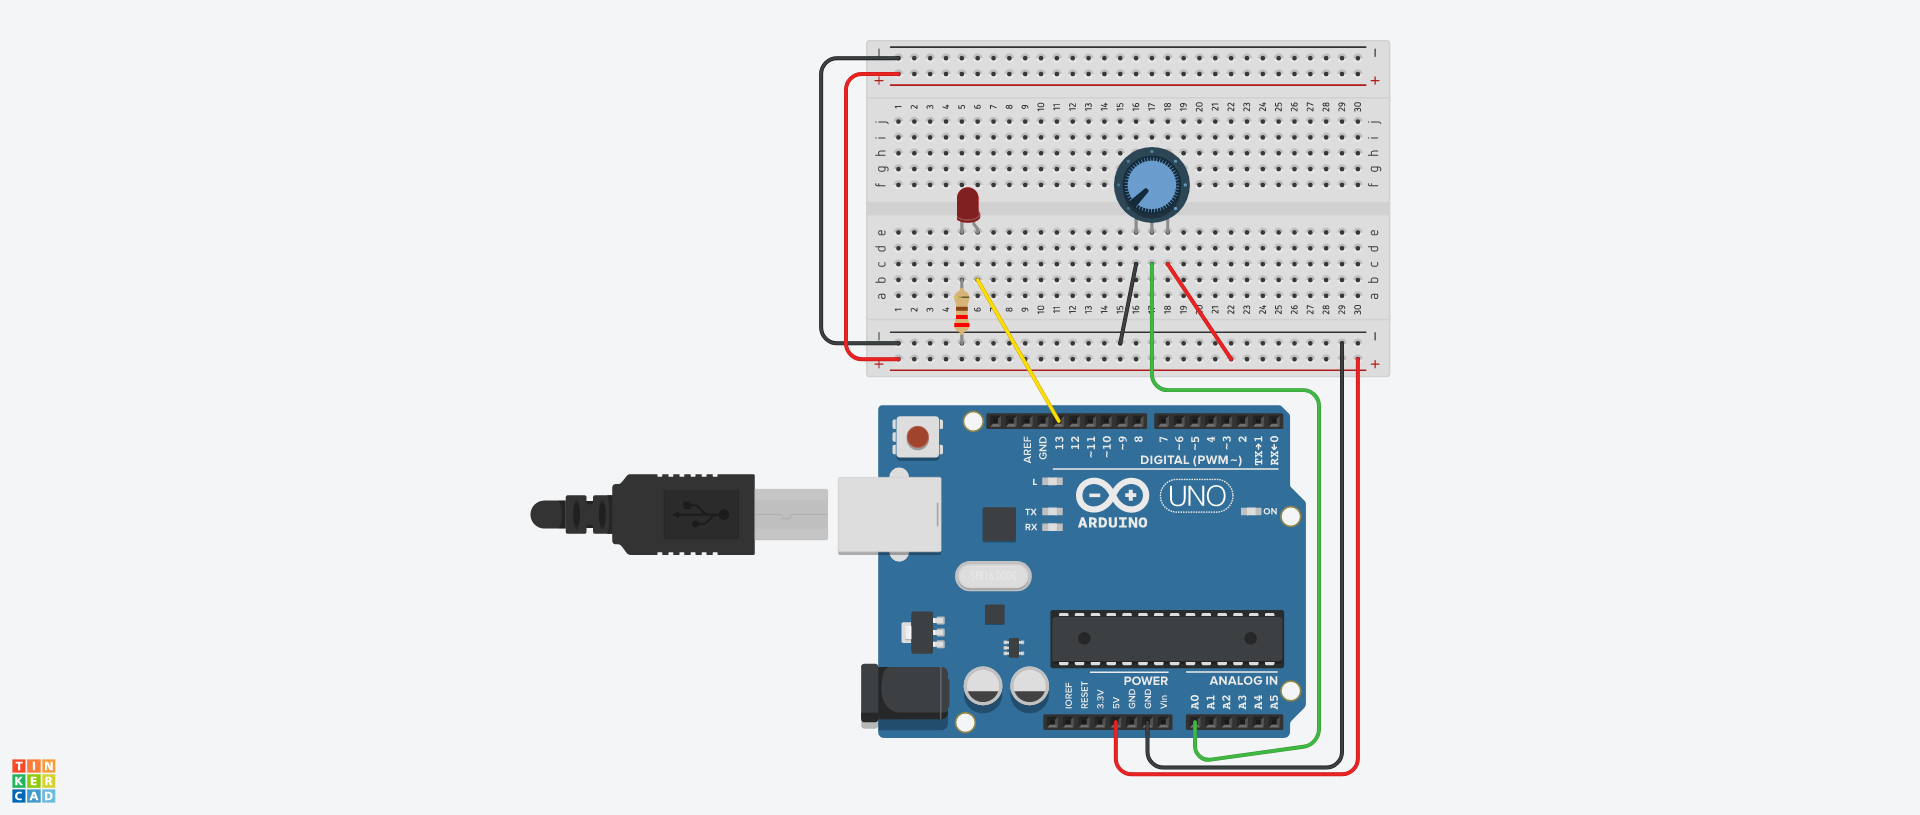 − −
+ +
1 2 3 4 5 6 7 8 9 10 11 12 13 14 15 16 17 18 19 20 21 22 23 24 25 26 27 28 29 30
j j
i i
h h
g g
f f
e e
d d
c c
b b
a a
1 2 3 4 5 6 7 8 9 10 11 12 13 14 15 16 17 18 19 20 21 22 23 24 25 26 27 28 29 30
− −
+ +
AREF GND 13 12 ~11 ~10 ~9 8 7 ~6 ~5 4 ~3 2 TX→1 RX←0
DIGITAL (PWM~)
L
TX
RX
ARDUINO
UNO
ON
POWER
ANALOG IN
IOREF RESET 3.3V 5V GND GND Vin A0 A1 A2 A3 A4 A5
TIN
KER
CAD